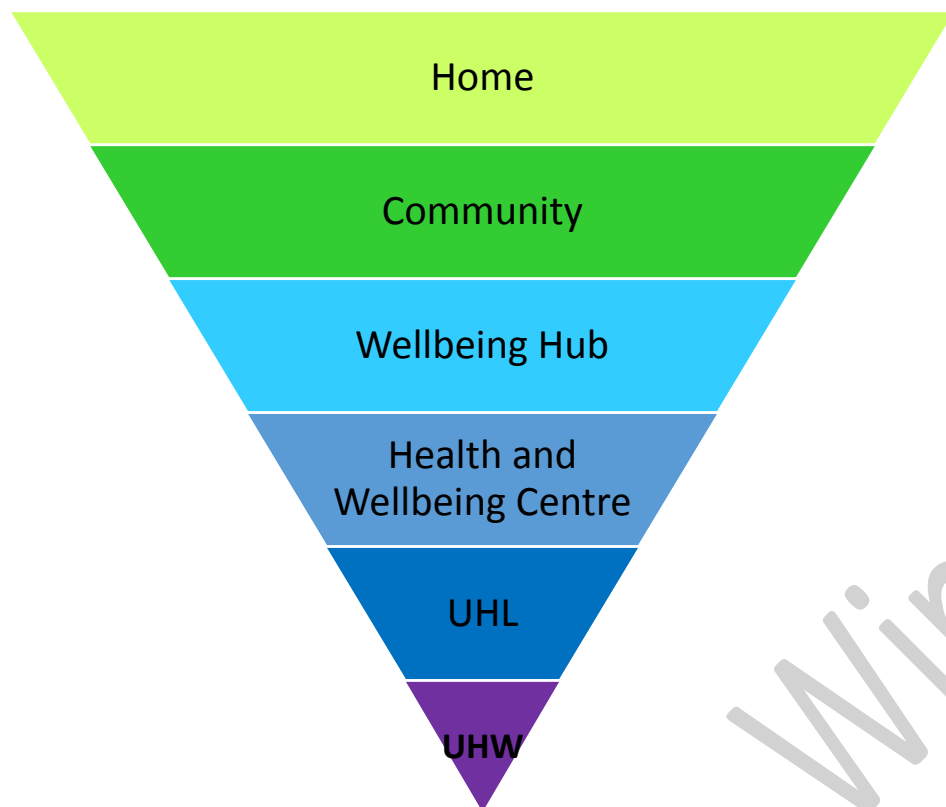 Home
Community
Wellbeing Hub
Health and
Wellbeing Centre
UHL
UHW